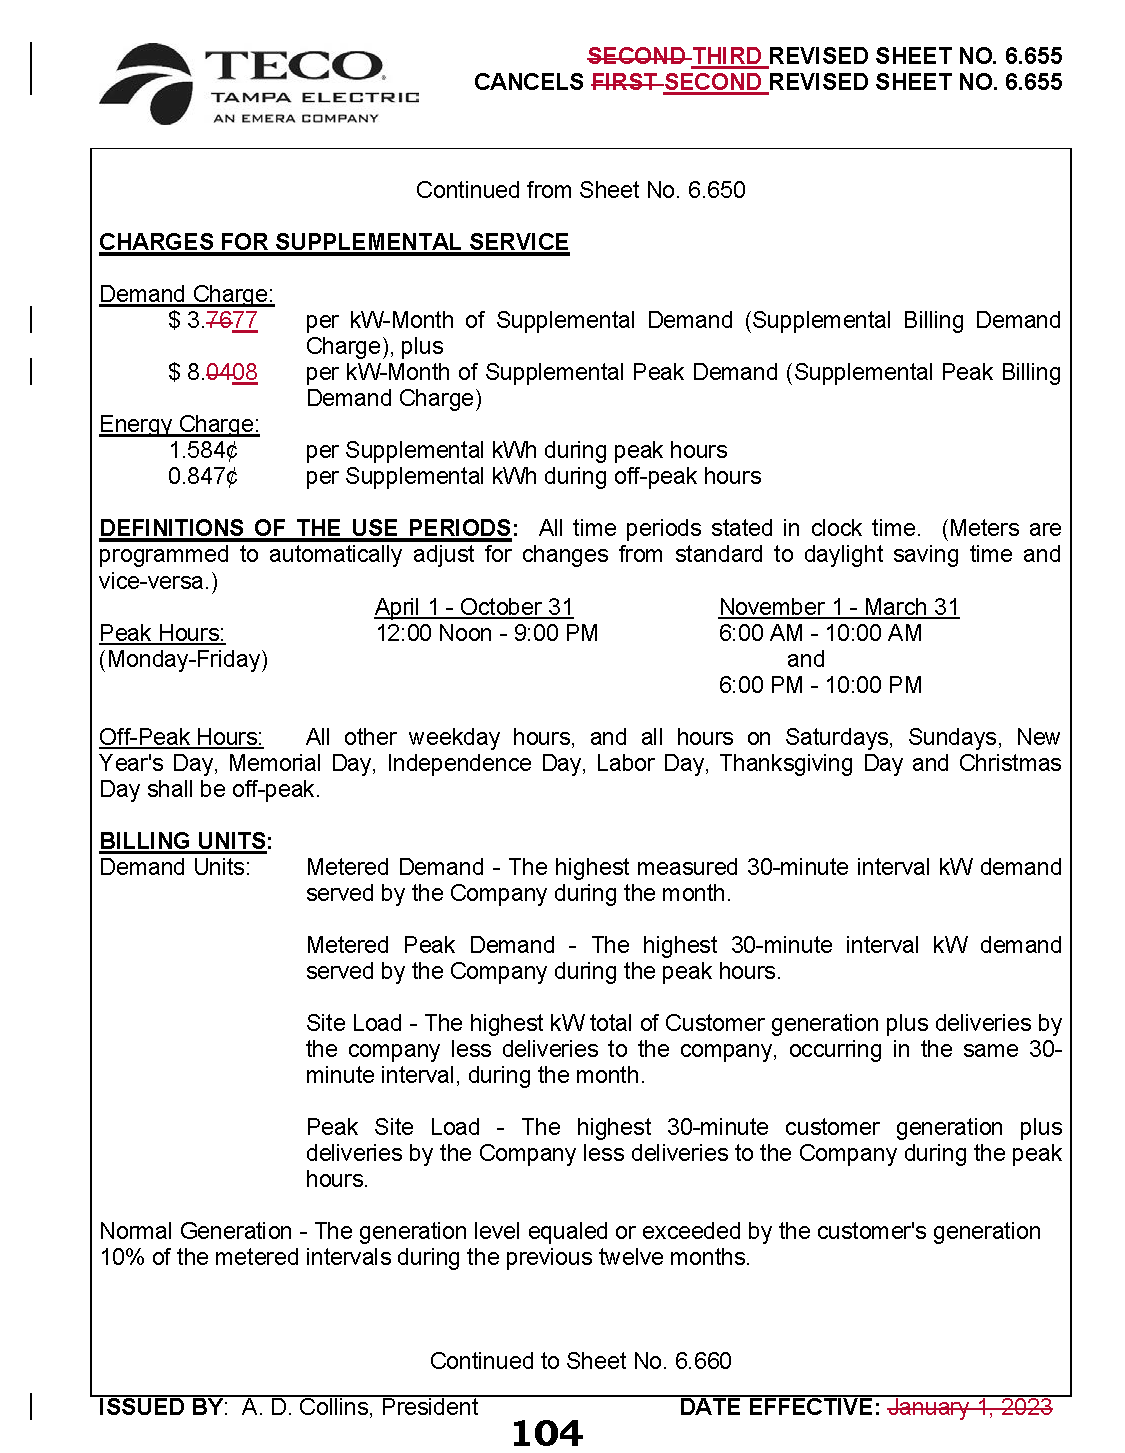 TECO.
TAMPA ELECTRIC
AN EMERA COMPANY
SECOND THIRD REVISED SHEET NO. 6.655
CANCELS FIRST SECOND REVISED SHEET NO. 6.655
Continued from Sheet No. 6.650
CHARGES FOR SUPPLEMENTAL SERVICE
Demand Charge:
$ 3.7677 per kW-Month of Supplemental Demand (Supplemental Billing Demand
Charge), plus
$ 8.0408 per kW-Month of Supplemental Peak Demand (Supplemental Peak Billing
Demand Charge)
Energy Charge:
1.584¢ per Supplemental kWh during peak hours
0.847¢ per Supplemental kWh during off-peak hours
DEFINITIONS OF THE USE PERIODS: All time periods stated in clock time. (Meters are
programmed to automatically adjust for changes from standard to daylight saving time and
vice-versa.)
April 1 - October 31 November 1 - March 31
Peak Hours: 12:00 Noon - 9:00 PM 6:00 AM - 10:00 AM
(Monday-Friday) and
6:00 PM - 10:00 PM
Off-Peak Hours: All other weekday hours, and all hours on Saturdays, Sundays, New
Year's Day, Memorial Day, Independence Day, Labor Day, Thanksgiving Day and Christmas
Day shall be off-peak.
BILLING UNITS:
Demand Units: Metered Demand - The highest measured 30-minute interval kW demand
served by the Company during the month.
Metered Peak Demand - The highest 30-minute interval kW demand
served by the Company during the peak hours.
Site Load - The highest kW total of Customer generation plus deliveries by
the company less deliveries to the company, occurring in the same 30-
minute interval, during the month.
Peak Site Load - The highest 30-minute customer generation plus
deliveries by the Company less deliveries to the Company during the peak
hours.
Normal Generation - The generation level equaled or exceeded by the customer's generation
10% of the metered intervals during the previous twelve months.
Continued to Sheet No. 6.660
ISSUED BY: A. D. Collins, President DATE EFFECTIVE: January 1, 2023
104